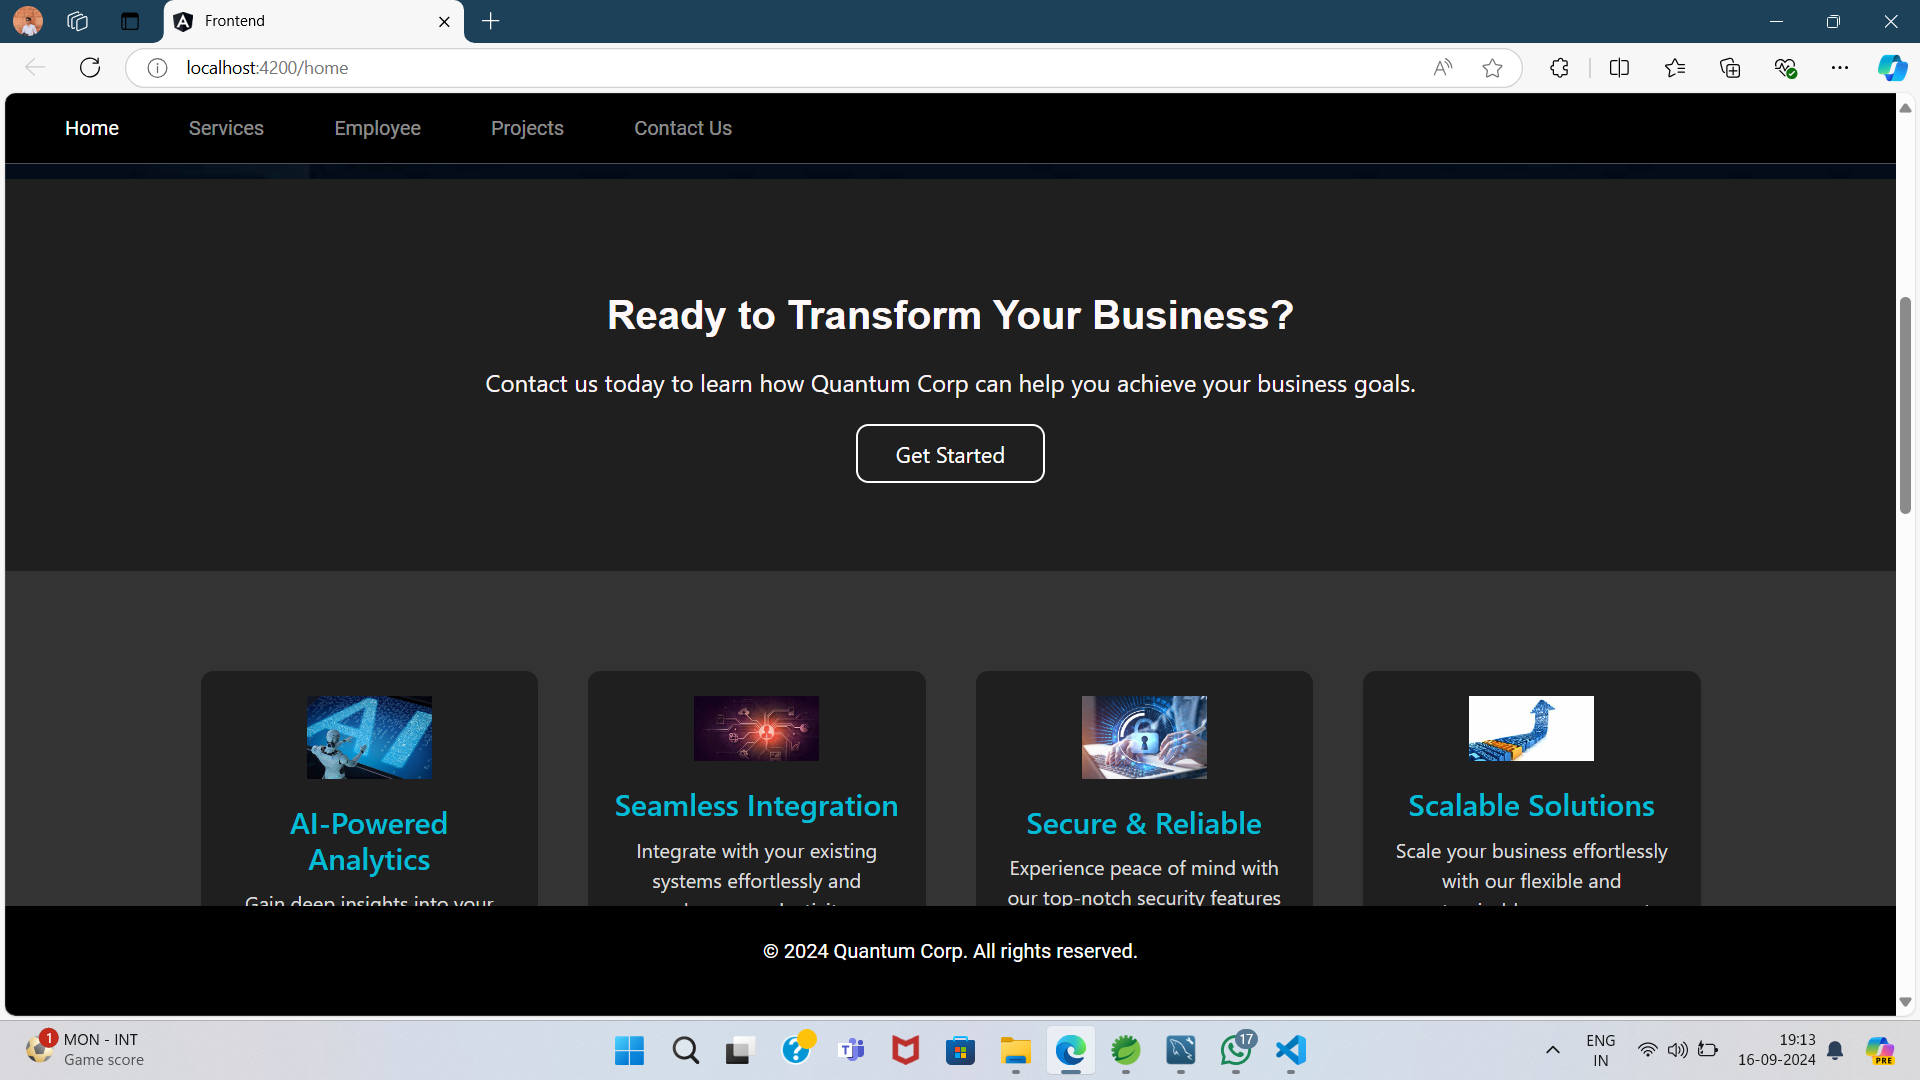 Frontend
localhost:4200/home
Home Services Employee Projects Contact Us
Ready to Transform Your Business?
Contact us today to learn how Quantum Corp can help you achieve your business goals.
Get Started
AI
AI-Powered
Analytics
Gain deep insights into your
Seamless Integration
Integrate with your existing
systems effortlessly and
Secure & Reliable
Experience peace of mind with
our top-notch security features
Scalable Solutions
Scale your business effortlessly
with our flexible and
© 2024 Quantum Corp. All rights reserved.
1
MON - INT
Game score
17
ENG
IN
19:13
16-09-2024
PRE